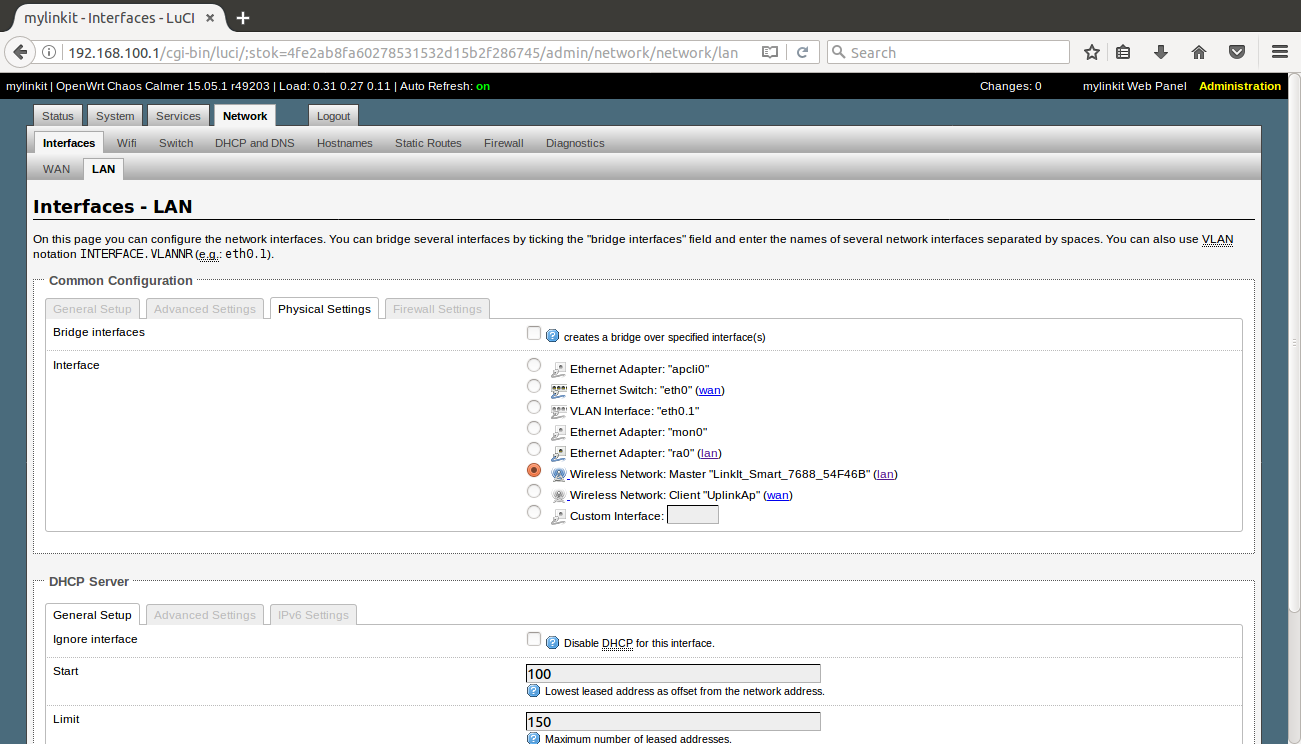 mylinkit - Interfaces - LuCI
192.168.100.1/cgi-bin/luci/;stok=4fe2ab8fa60278531532d15b2f286745/admin/network/network/lan
Search
mylinkit | OpenWrt Chaos Calmer 15.05.1 r49203 | Load: 0.31 0.27 0.11 | Auto Refresh: on
Changes: 0
mylinkit Web Panel
Administration
Status
System
Services
Network
Logout
Interfaces
Wifi
Switch
DHCP and DNS
Hostnames
Static Routes
Firewall
Diagnostics
WAN
LAN
Interfaces - LAN
On this page you can configure the network interfaces. You can bridge several interfaces by ticking the "bridge interfaces" field and enter the names of several network interfaces separated by spaces. You can also use VLAN
notation INTERFACE.VLANNR (e.g.: eth0.1).
Common Configuration
General Setup
Advanced Settings
Physical Settings
Firewall Settings
Bridge interfaces
creates a bridge over specified interface(s)
Interface
Ethernet Adapter: "apcli0"
Ethernet Switch: "eth0" (wan)
VLAN Interface: "eth0.1"
Ethernet Adapter: "mon0"
Ethernet Adapter: "ra0" (lan)
Wireless Network: Master "LinkIt_Smart_7688_54F46B" (lan)
Wireless Network: Client "UplinkAp" (wan)
Custom Interface:
DHCP Server
General Setup
Advanced Settings
IPv6 Settings
Ignore interface
Disable DHCP for this interface.
Start
100
Lowest leased address as offset from the network address.
Limit
150
Maximum number of leased addresses.